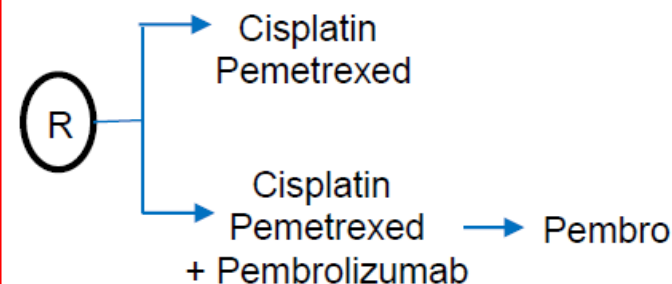 Cisplatin
Pemetrexed
R
Cisplatin
Pemetrexed
+ Pembrolizumab
Pembro